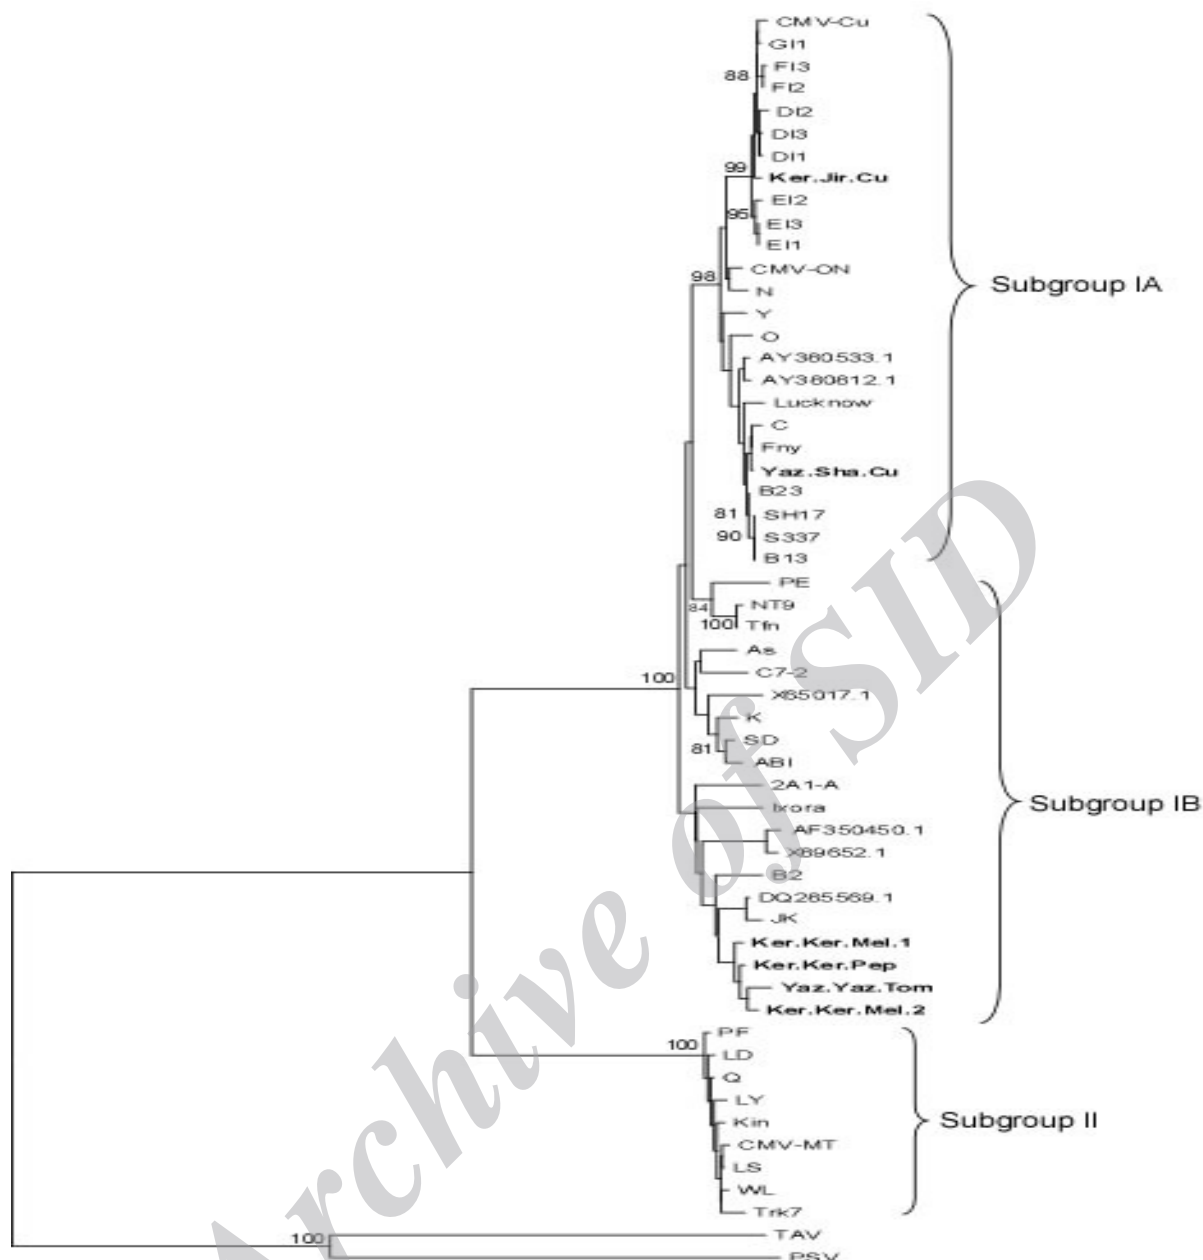 CMV-Cu
GI1
FI3
88
FI2
DI2
DI3
DI1
99
Ker.Jir.Cu
EI2
95
EI3
EI1
CMV-ON
98
N
Subgroup IA
Y
O
AY380533.1
AY380812.1
Lucknow
C
Fny
Yaz.Sha.Cu
B23
81 SH17
90 S337
B13
PE
84 NT9
100 Tfn
As
100 C7-2
X65017.1
K
SD
81
ABI
2A1-A
Ixora
Subgroup IB
AF350450.1
X89652.1
B2
DQ285569.1
JK
Ker.Ker.Mel.1
Ker.Ker.Pep
Yaz.Yaz.Tom
Ker.Ker.Mel.2
PF
100
LD
Q
LY
Kin
Subgroup II
CMV-MT
LS
WL
Trk7
100 TAV
PSV
Archive of SID